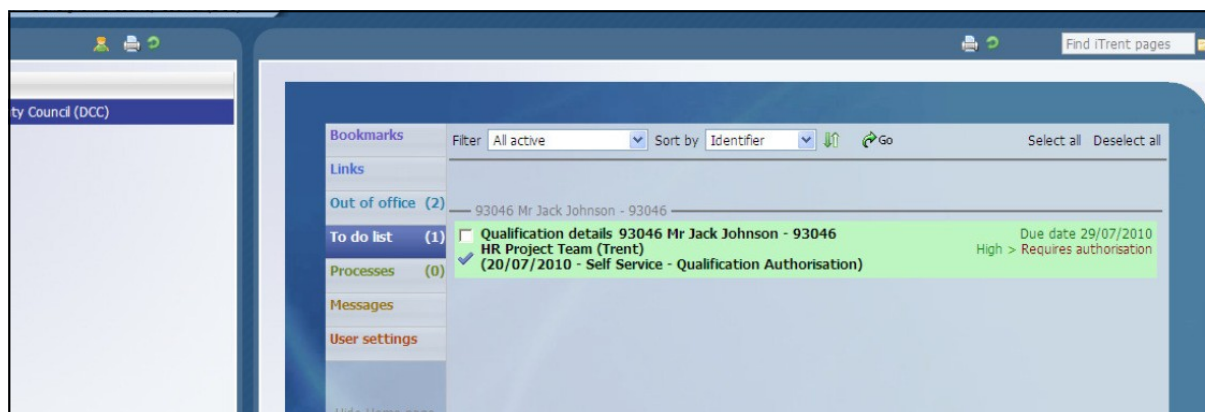 Find iTrent pages
ty Council (DCC)
Bookmarks
Filter All active Sort by Identifier Go Select all Deselect all
Links
Out of office (2)
93046 Mr Jack Johnson - 93046
To do list (1)
Qualification details 93046 Mr Jack Johnson - 93046 Due date 29/07/2010
HR Project Team (Trent) High > Requires authorisation
(20/07/2010 - Self Service - Qualification Authorisation)
Processes (0)
Messages
User settings
Hide Home page